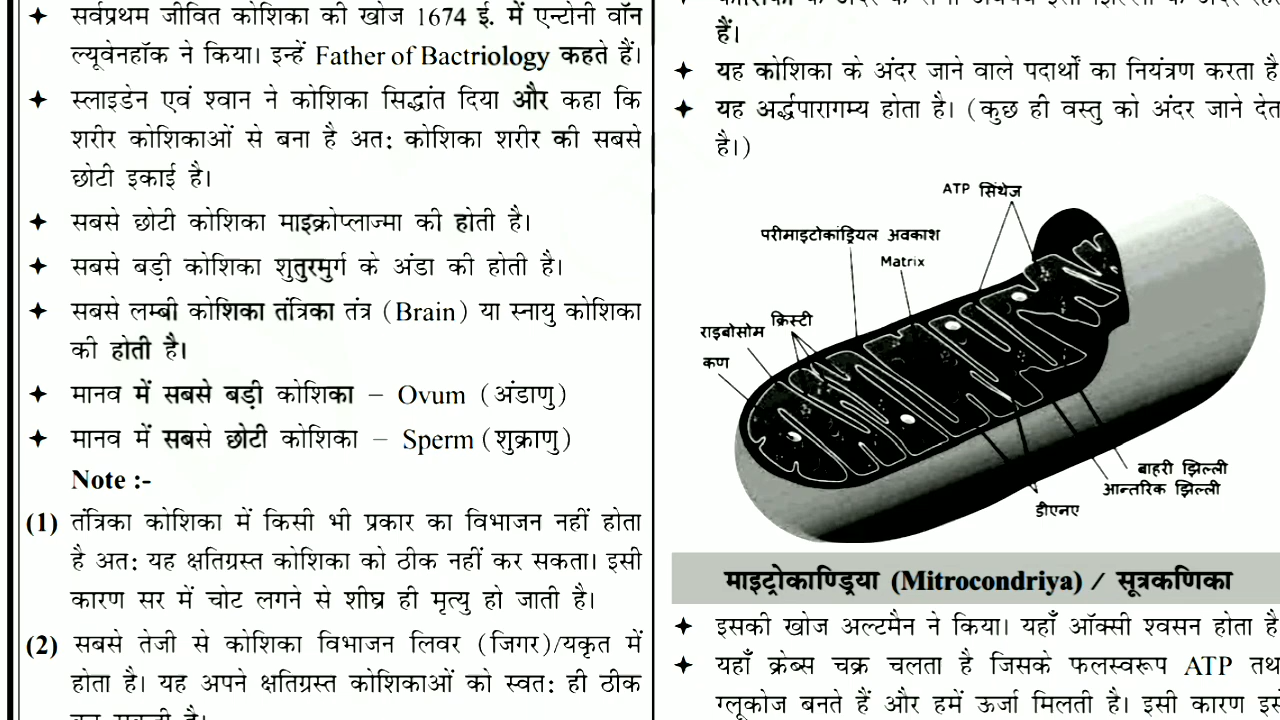 सर्वप्रथम जीवित कोशिका की खोज 1674 ई. में एन्टोनी वॉन
ल्यूवेनहॉक ने किया। इन्हें Father of Bactriology कहते हैं।
स्लाइडेन एवं श्वान ने कोशिका सिद्धांत दिया और कहा कि
शरीर कोशिकाओं से बना है अतः कोशिका शरीर की सबसे
छोटी इकाई है।
सबसे छोटी कोशिका माइक्रोप्लाज्मा की होती है।
सबसे बड़ी कोशिका शुतुरमुर्ग के अंडा की होती है।
सबसे लम्बी कोशिका तंत्रिका तंत्र (Brain) या स्नायु कोशिका
की होती है।
मानव में सबसे बड़ी कोशिका – Ovum (अंडाणु)
मानव में सबसे छोटी कोशिका – Sperm (शुक्राणु)
Note :-
(1) तंत्रिका कोशिका में किसी भी प्रकार का विभाजन नहीं होता
है अतः यह क्षतिग्रस्त कोशिका को ठीक नहीं कर सकता। इसी
कारण सर में चोट लगने से शीघ्र ही मृत्यु हो जाती है।
(2) सबसे तेजी से कोशिका विभाजन लिवर (जिगर)/यकृत में
होता है। यह अपने क्षतिग्रस्त कोशिकाओं को स्वतः ही ठीक
हैं।
यह कोशिका के अंदर जाने वाले पदार्थों का नियंत्रण करता है
यह अर्द्धपारागम्य होता है। (कुछ ही वस्तु को अंदर जाने देत
है।)
ATP सिंथेज़
परीमाइटोकांड्रियल अवकाश
Matrix
क्रिस्टी
राइबोसोम
कण
बाहरी झिल्ली
आन्तरिक झिल्ली
डीएनए
माइट्रोकाण्ड्रिया (Mitrocondriya) / सूत्रकणिका
इसकी खोज अल्टमैन ने किया। यहाँ ऑक्सी श्वसन होता है
यहाँ क्रेब्स चक्र चलता है जिसके फलस्वरूप ATP तथ
ग्लूकोज बनते हैं और हमें ऊर्जा मिलती है। इसी कारण इसे